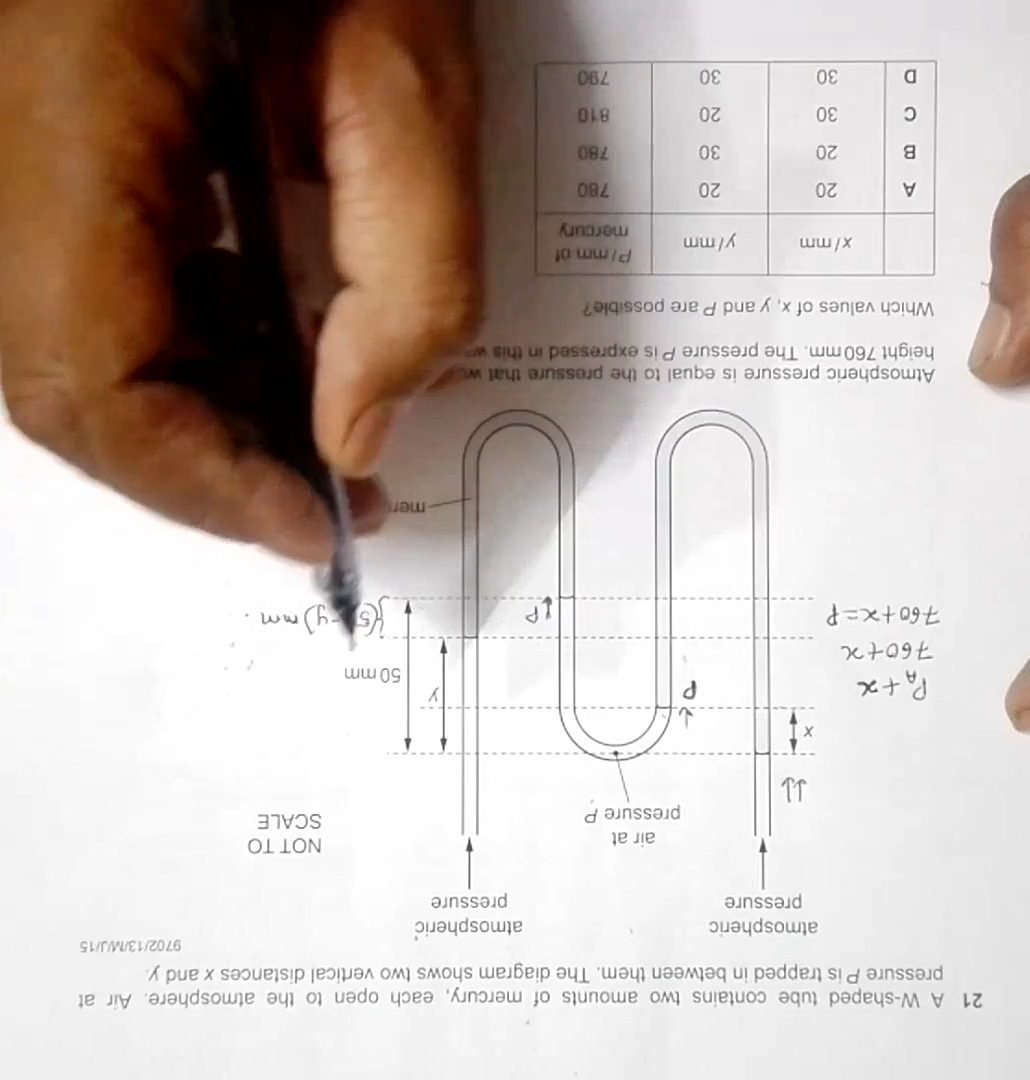 21 A W-shaped tube contains two amounts of mercury, each open to the atmosphere. Air at
pressure P is trapped in between them. The diagram shows two vertical distances x and y.
9702/13/M/J/15
atmospheric
pressure
atmospheric
pressure
air at
pressure P
NOT TO
SCALE
x
y
50 mm
P
P
P_A + x
760 + x
760 + x = P
mm.
Atmospheric pressure is equal to the pressure that
height 760 mm. The pressure P is expressed in this
Which values of x, y and P are possible?
x / mm y / mm P / mm of mercury
A 20 20 780
B 20 30 780
C 30 20 810
D 30 30 790